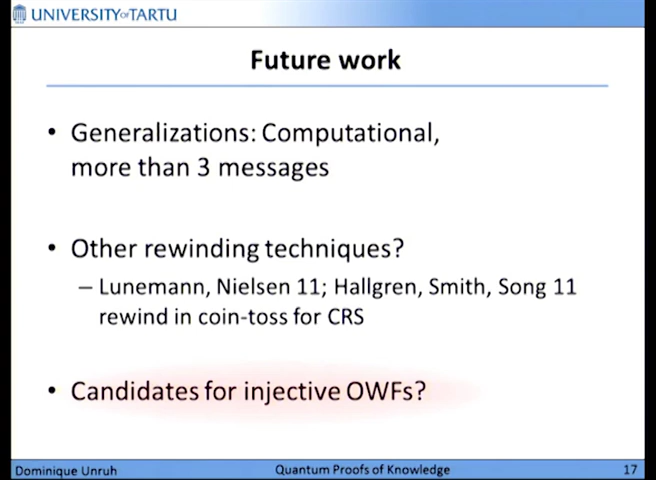 UNIVERSITY OF TARTU
Future work
• Generalizations: Computational,
more than 3 messages
• Other rewinding techniques?
– Lunemann, Nielsen 11; Hallgren, Smith, Song 11
rewind in coin-toss for CRS
• Candidates for injective OWFs?
Dominique Unruh Quantum Proofs of Knowledge 17